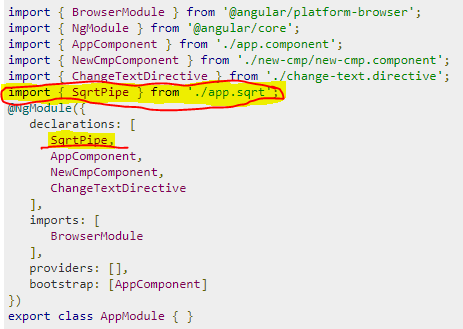 import { BrowserModule } from '@angular/platform-browser';
import { NgModule } from '@angular/core';
import { AppComponent } from './app.component';
import { NewCmpComponent } from './new-cmp/new-cmp.component';
import { ChangeTextDirective } from './change-text.directive';
import { SqrtPipe } from './app.sqrt';
@NgModule({
    declarations: [
        SqrtPipe,
        AppComponent,
        NewCmpComponent,
        ChangeTextDirective
    ],
    imports: [
        BrowserModule
    ],
    providers: [],
    bootstrap: [AppComponent]
})
export class AppModule { }